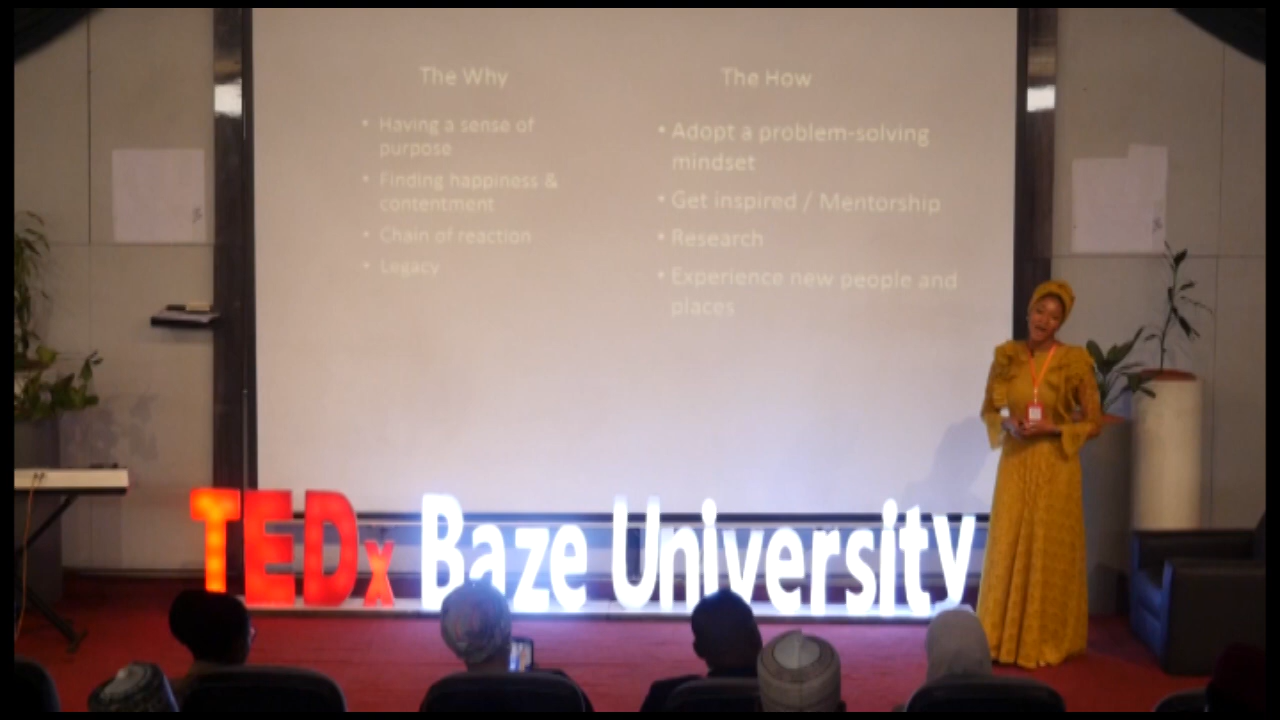 The Why
• Having a sense of
purpose
• Finding happiness &
contentment
• Chain of reaction
• Legacy
The How
• Adopt a problem-solving
mindset
• Get inspired / Mentorship
• Research
• Experience new people and
places
TEDx Baze University